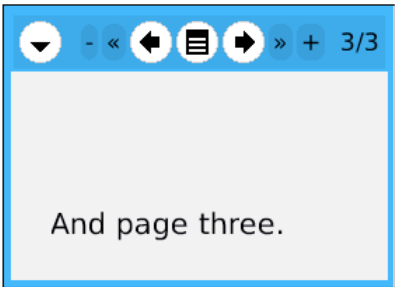 - « » + 3/3
And page three.